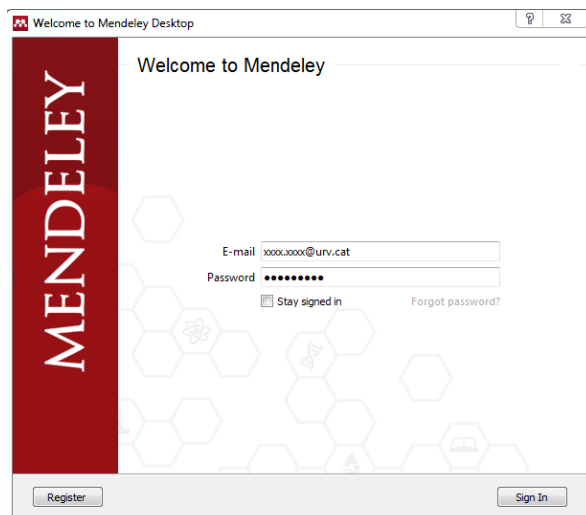 Welcome to Mendeley Desktop
Welcome to Mendeley
MENDELEY
E-mail xxxx.xxxx@urv.cat
Password •••••••••
Stay signed in Forgot password?
Register Sign In